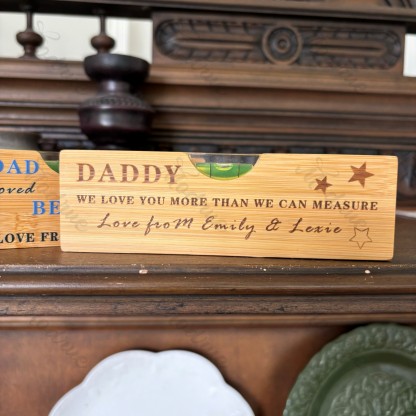 DAD
oved
BE
LOVE FR
DADDY
WE LOVE YOU MORE THAN WE CAN MEASURE
Love froM Emily & Lexie